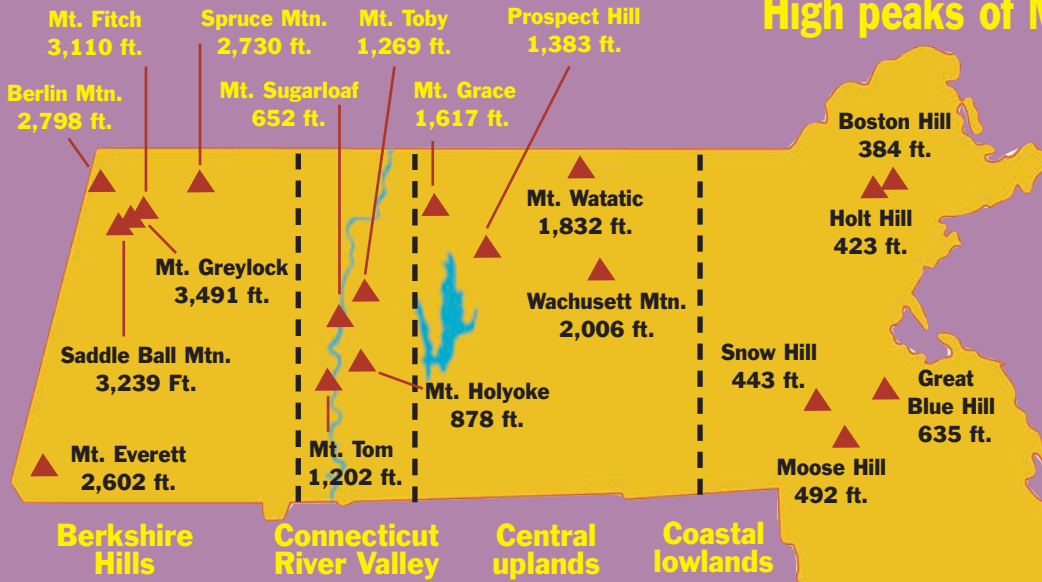 High peaks of M
Mt. Fitch
3,110 ft.
Spruce Mtn.
2,730 ft.
Mt. Toby
1,269 ft.
Prospect Hill
1,383 ft.
Berlin Mtn.
2,798 ft.
Mt. Sugarloaf
652 ft.
Mt. Grace
1,617 ft.
Boston Hill
384 ft.
Mt. Watatic
1,832 ft.
Holt Hill
423 ft.
Mt. Greylock
3,491 ft.
Wachusett Mtn.
2,006 ft.
Saddle Ball Mtn.
3,239 Ft.
Snow Hill
443 ft.
Great
Blue Hill
635 ft.
Mt. Holyoke
878 ft.
Mt. Everett
2,602 ft.
Mt. Tom
1,202 ft.
Moose Hill
492 ft.
Berkshire
Hills
Connecticut
River Valley
Central
uplands
Coastal
lowlands